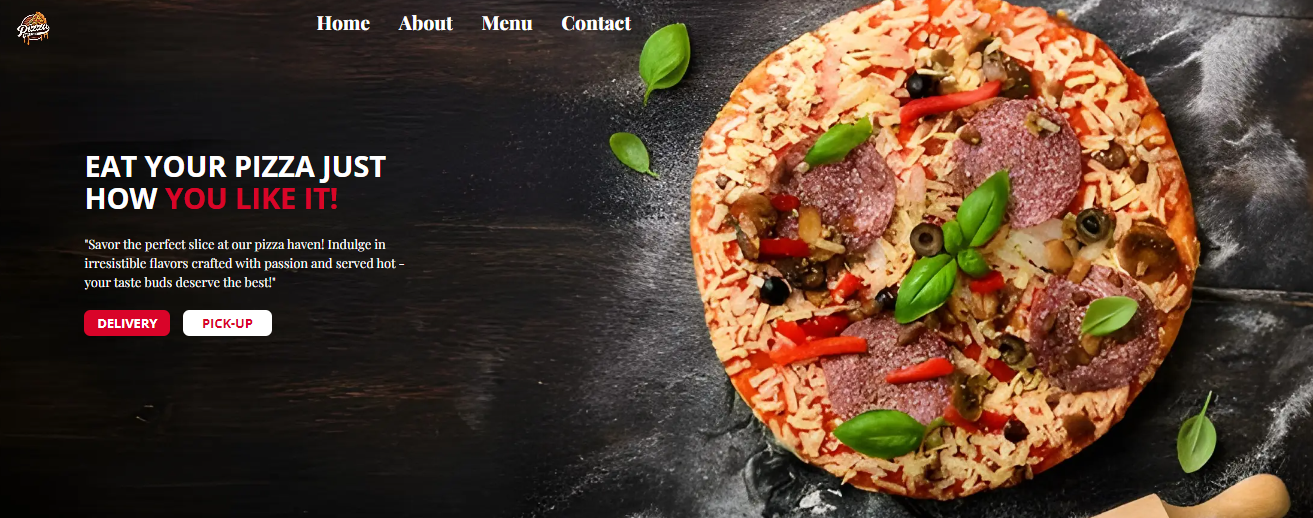 Pizza
Home About Menu Contact
EAT YOUR PIZZA JUST
HOW YOU LIKE IT!
"Savor the perfect slice at our pizza haven! Indulge in
irresistible flavors crafted with passion and served hot -
your taste buds deserve the best!"
DELIVERY PICK-UP